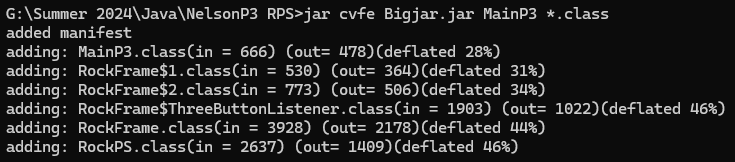 G:\Summer 2024\Java\NelsonP3 RPS>jar cvfe Bigjar.jar MainP3 *.class
added manifest
adding: MainP3.class(in = 666) (out= 478)(deflated 28%)
adding: RockFrame$1.class(in = 530) (out= 364)(deflated 31%)
adding: RockFrame$2.class(in = 773) (out= 506)(deflated 34%)
adding: RockFrame$ThreeButtonListener.class(in = 1903) (out= 1022)(deflated 46%)
adding: RockFrame.class(in = 3928) (out= 2178)(deflated 44%)
adding: RockPS.class(in = 2637) (out= 1409)(deflated 46%)